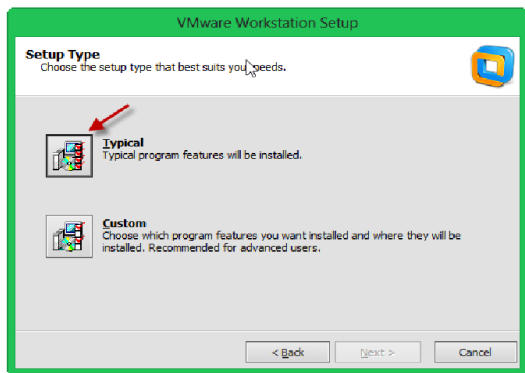 VMware Workstation Setup
Setup Type
Choose the setup type that best suits your needs.
Typical
Typical program features will be installed.
Custom
Choose which program features you want installed and where they will be
installed. Recommended for advanced users.
< Back
Next >
Cancel